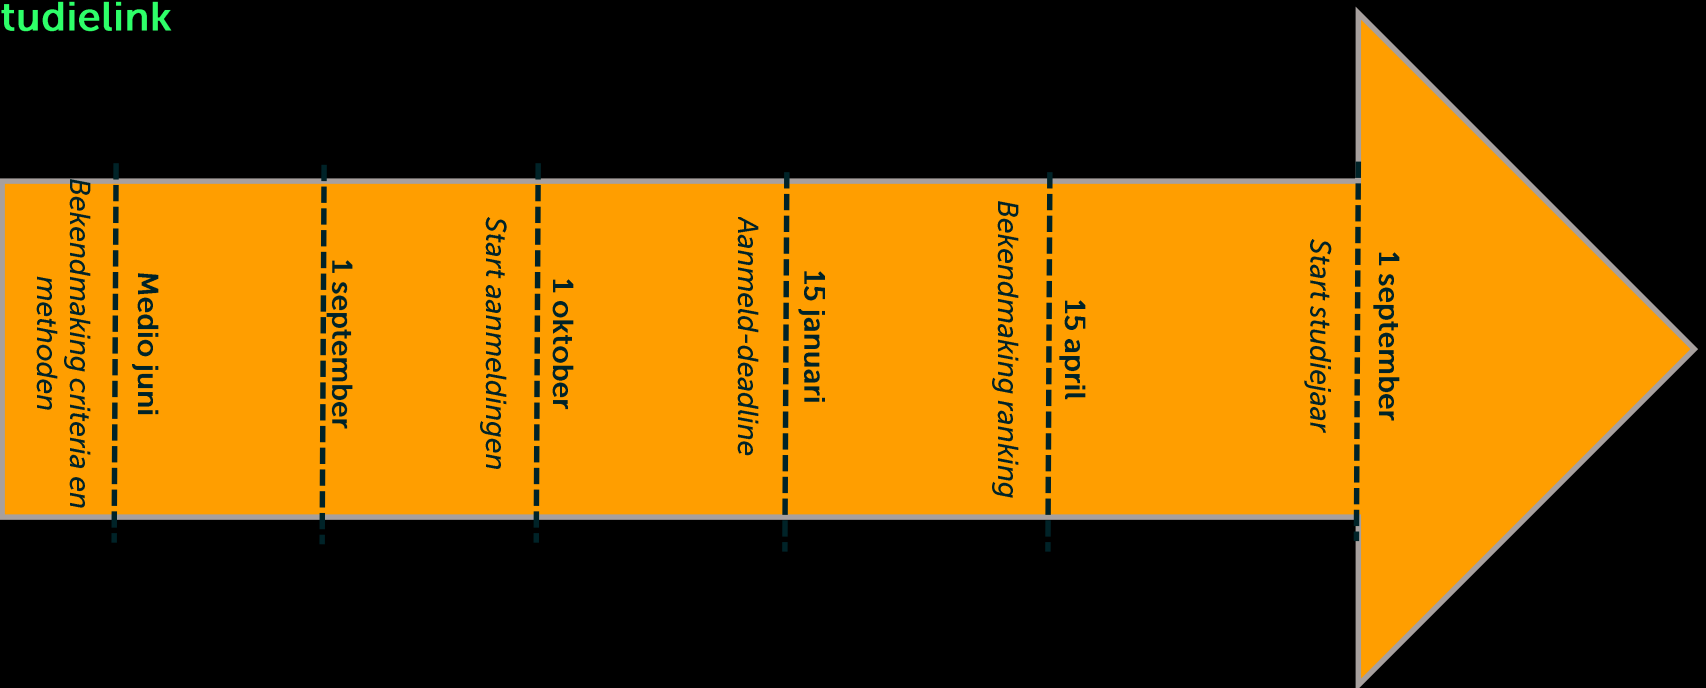 tudielink
Medio juni
Bekendmaking criteria en
methoden
1 september
1 oktober
Start aanmeldingen
15 januari
Aanmeld-deadline
15 april
Bekendmaking ranking
1 september
Start studiejaar